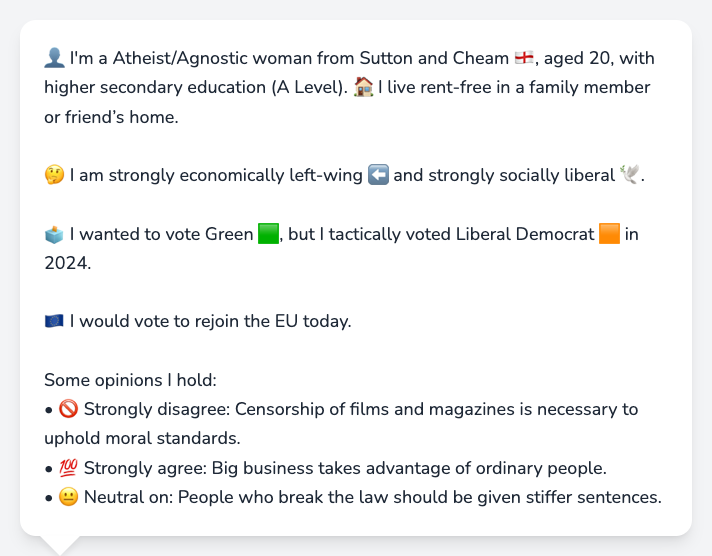 👤 I'm a Atheist/Agnostic woman from Sutton and Cheam 🏴󠁧󠁢󠁥󠁮󠁧󠁿, aged 20, with
higher secondary education (A Level). 🏠 I live rent-free in a family member
or friend’s home.
🤔 I am strongly economically left-wing ⬅️ and strongly socially liberal 🕊️.
🗳️ I wanted to vote Green 🟩, but I tactically voted Liberal Democrat 🟧 in
2024.
🇪🇺 I would vote to rejoin the EU today.
Some opinions I hold:
• 🚫 Strongly disagree: Censorship of films and magazines is necessary to
uphold moral standards.
• 💯 Strongly agree: Big business takes advantage of ordinary people.
• 😐 Neutral on: People who break the law should be given stiffer sentences.